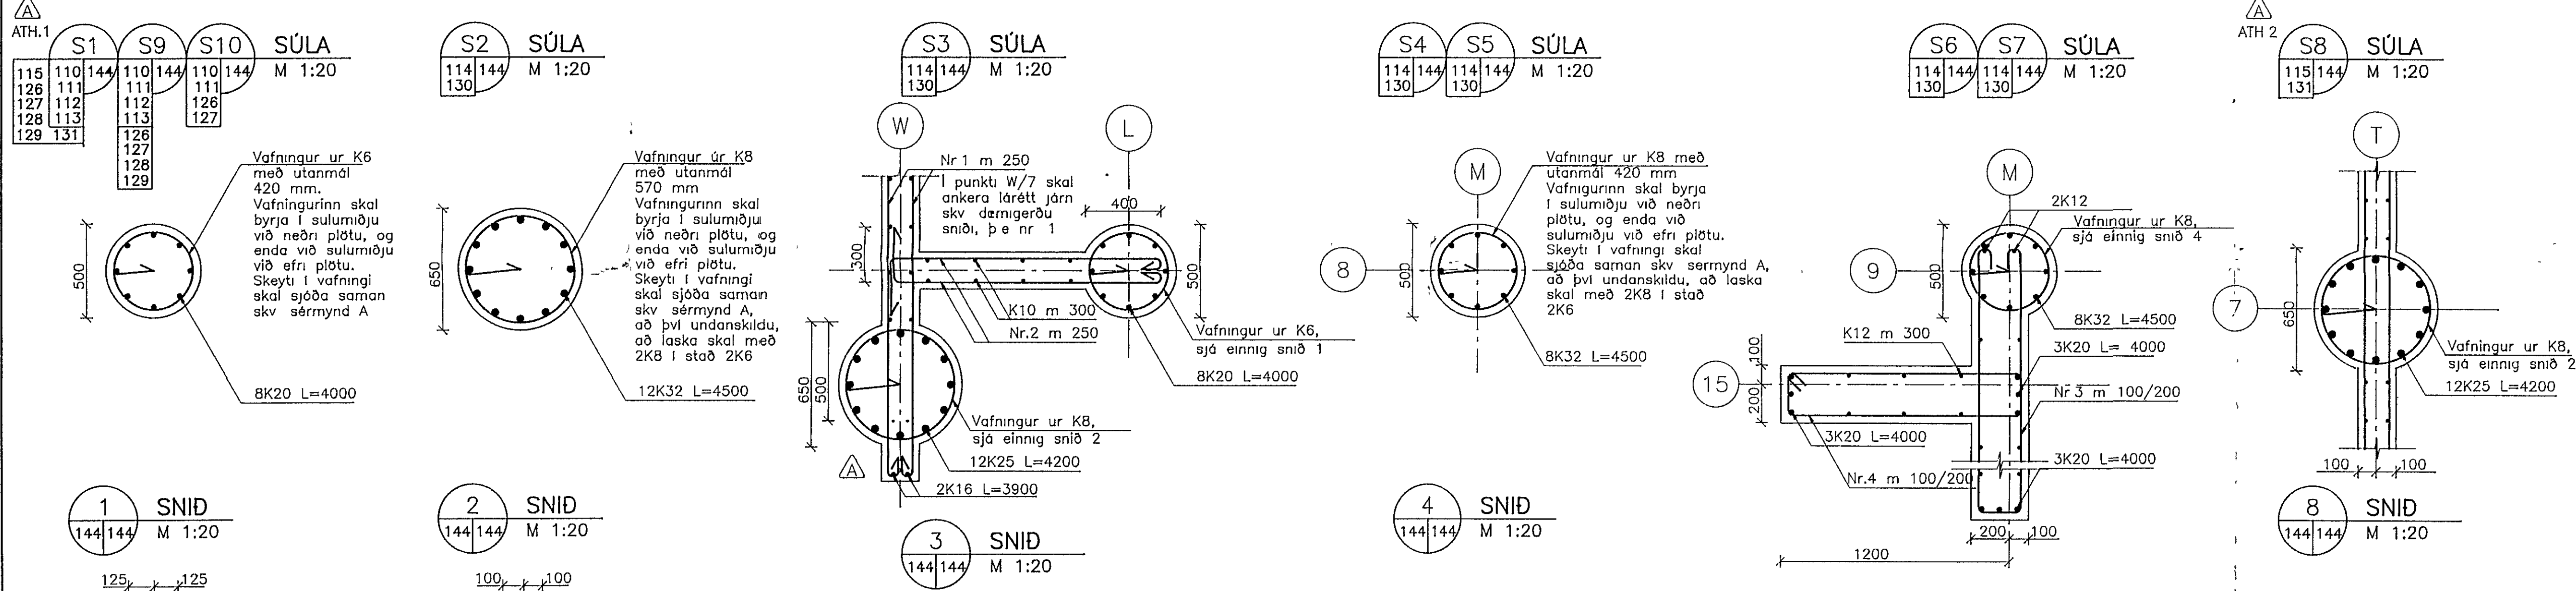 A
ATH.1
S1 S9 S10 SÚLA
M 1:20
115 110 144 110 144 110 144
126 111 111 111
127 112 112 126
128 113 113 127
129 131 126
127
128
129
Vafningur ur K6
með utanmál
420 mm.
Vafningurinn skal
byrja í sulumiðju
við neðri plötu, og
enda við sulumiðju
við efri plötu.
Skeyti í vafningi
skal sjóða saman
skv sérmynd A
500
8K20 L=4000
1 SNIÐ
144 144 M 1:20
125 125
S2 SÚLA
114 144 M 1:20
130
Vafningur úr K8
með utanmál
570 mm
Vafningurinn skal
byrja í sulumiðju
við neðri plötu, og
enda við sulumiðju
við efri plötu.
Skeyti í vafningi
skal sjóða saman
skv sérmynd A,
að því undanskildu,
að laska skal með
2K8 í stað 2K6
650
12K32 L=4500
2 SNIÐ
144 144 M 1:20
100 100
S3 SÚLA
114 144 M 1:20
130
W
L
Nr 1 m 250
Í punkti W/7 skal
ankera lárétt járn
skv dæmigerðu
sniði, þ e nr 1
400
300
500
K10 m 300
Nr.2 m 250
Vafningur ur K6,
sjá einnig snið 1
8K20 L=4000
650
500
Vafningur ur K8,
sjá einnig snið 2
12K25 L=4200
2K16 L=3900
A
3 SNIÐ
144 144 M 1:20
S4 S5 SÚLA
114 144 114 144 M 1:20
130 130
M
8
500
Vafningur ur K8 með
utanmál 420 mm
Vafnigurinn skal byrja
í sulumiðju við neðri
plötu, og enda við
sulumiðju við efri plötu.
Skeyti í vafningi skal
sjóða saman skv sermynd A,
að því undanskildu, að laska
skal með 2K8 í stað
2K6
8K32 L=4500
4 SNIÐ
144 144 M 1:20
S6 S7 SÚLA
114 144 114 144 M 1:20
130 130
M
9
500
2K12
Vafningur ur K8,
sjá einnig snið 4
8K32 L=4500
K12 m 300
3K20 L= 4000
15
100
200
Nr 3 m 100/200
3K20 L=4000
3K20 L=4000
Nr.4 m 100/200
200 100
1200
A
ATH 2
S8 SÚLA
115 144 M 1:20
131
T
7
650
Vafningur ur K8,
sjá einnig snið 2
12K25 L=4200
100 100
8 SNIÐ
144 144 M 1:20